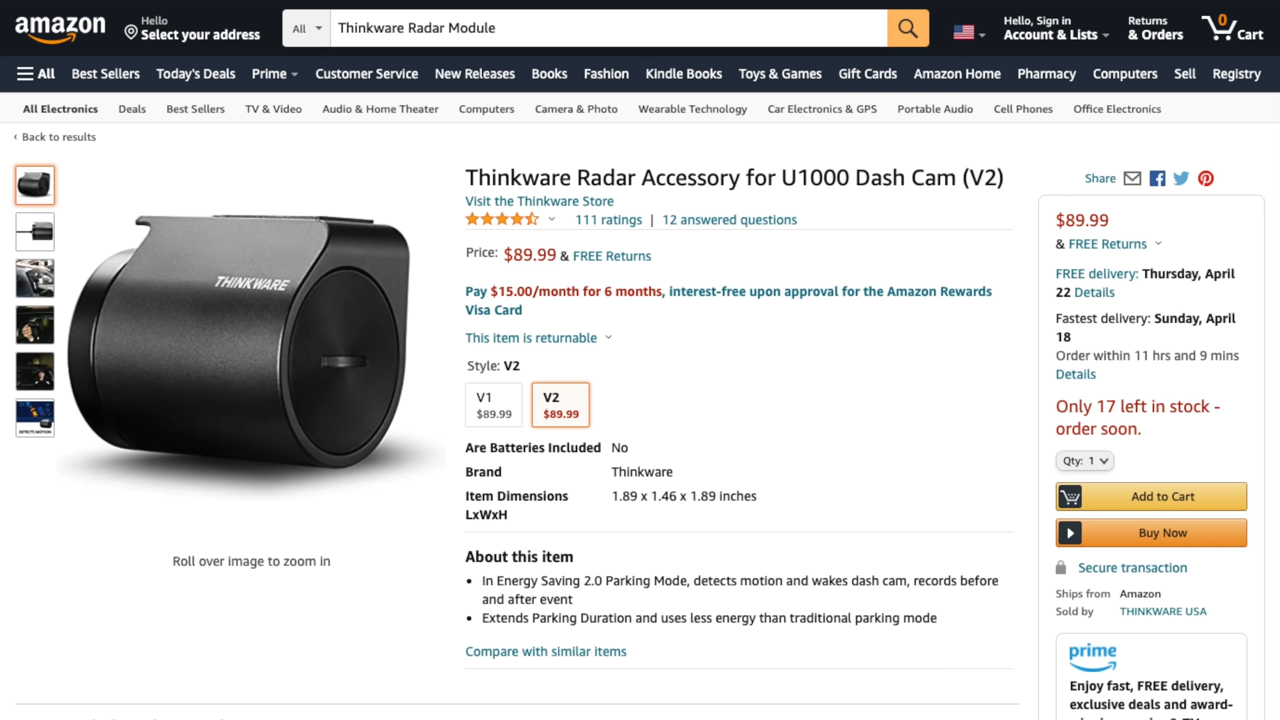 amazon
Hello
Select your address
All
Thinkware Radar Module
Hello, Sign in
Account & Lists
Returns
& Orders
0
Cart
All
Best Sellers
Today's Deals
Prime
Customer Service
New Releases
Books
Fashion
Kindle Books
Toys & Games
Gift Cards
Amazon Home
Pharmacy
Computers
Sell
Registry
All Electronics
Deals
Best Sellers
TV & Video
Audio & Home Theater
Computers
Camera & Photo
Wearable Technology
Car Electronics & GPS
Portable Audio
Cell Phones
Office Electronics
‹ Back to results
THINKWARE
DETECTS MOTION
Roll over image to zoom in
Thinkware Radar Accessory for U1000 Dash Cam (V2)
Visit the Thinkware Store
111 ratings | 12 answered questions
Price: $89.99 & FREE Returns
Pay $15.00/month for 6 months, interest-free upon approval for the Amazon Rewards
Visa Card
This item is returnable
Style: V2
V1
$89.99
V2
$89.99
Are Batteries Included No
Brand Thinkware
Item Dimensions 1.89 x 1.46 x 1.89 inches
LxWxH
About this item
• In Energy Saving 2.0 Parking Mode, detects motion and wakes dash cam, records before
and after event
• Extends Parking Duration and uses less energy than traditional parking mode
Compare with similar items
Share
$89.99
& FREE Returns
FREE delivery: Thursday, April
22 Details
Fastest delivery: Sunday, April
18
Order within 11 hrs and 9 mins
Details
Only 17 left in stock -
order soon.
Qty: 1
Add to Cart
Buy Now
Secure transaction
Ships from Amazon
Sold by THINKWARE USA
prime
Enjoy fast, FREE delivery,
exclusive deals and award-